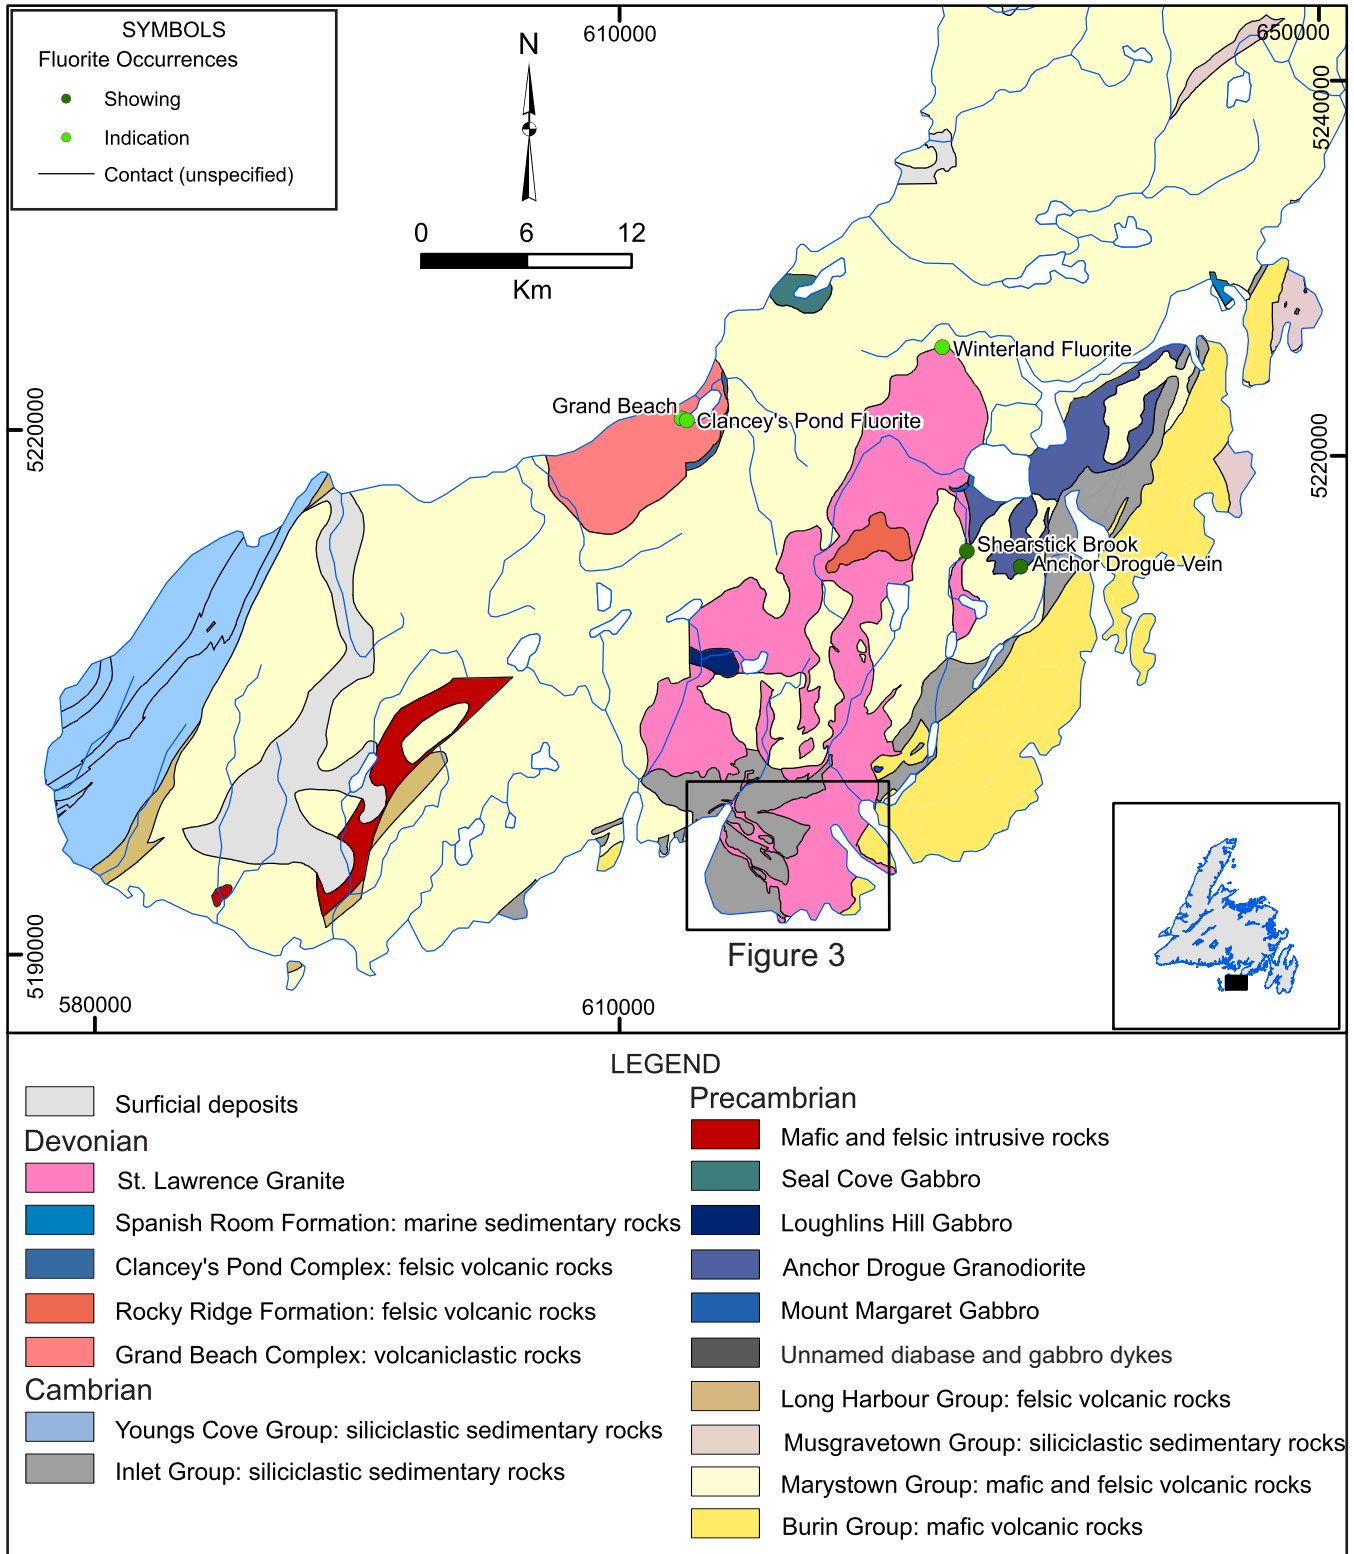 SYMBOLS
Fluorite Occurrences
Showing
Indication
Contact (unspecified)
N
0 6 12
Km
610000
650000
5240000
5220000
5220000
5190000
580000
610000
Winterland Fluorite
Grand Beach
Clancey's Pond Fluorite
Shearstick Brook
Anchor Drogue Vein
Figure 3
LEGEND
Surficial deposits
Devonian
St. Lawrence Granite
Spanish Room Formation: marine sedimentary rocks
Clancey's Pond Complex: felsic volcanic rocks
Rocky Ridge Formation: felsic volcanic rocks
Grand Beach Complex: volcaniclastic rocks
Cambrian
Youngs Cove Group: siliciclastic sedimentary rocks
Inlet Group: siliciclastic sedimentary rocks
Precambrian
Mafic and felsic intrusive rocks
Seal Cove Gabbro
Loughlins Hill Gabbro
Anchor Drogue Granodiorite
Mount Margaret Gabbro
Unnamed diabase and gabbro dykes
Long Harbour Group: felsic volcanic rocks
Musgravetown Group: siliciclastic sedimentary rocks
Marystown Group: mafic and felsic volcanic rocks
Burin Group: mafic volcanic rocks